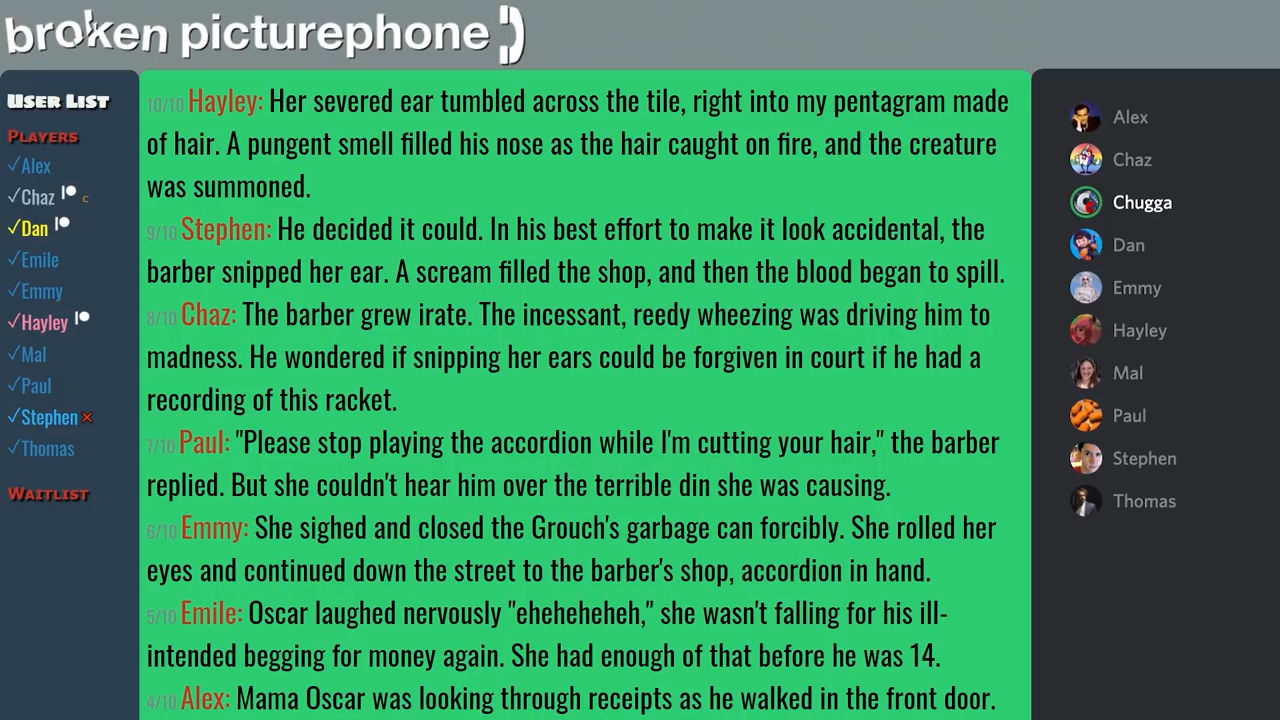 broken picturephone
USER LIST
PLAYERS
✓Alex
✓Chaz c
✓Dan
✓Emile
✓Emmy
✓Hayley
✓Mal
✓Paul
✓Stephen ×
✓Thomas
WAITLIST
10/10 Hayley: Her severed ear tumbled across the tile, right into my pentagram made
of hair. A pungent smell filled his nose as the hair caught on fire, and the creature
was summoned.
9/10 Stephen: He decided it could. In his best effort to make it look accidental, the
barber snipped her ear. A scream filled the shop, and then the blood began to spill.
8/10 Chaz: The barber grew irate. The incessant, reedy wheezing was driving him to
madness. He wondered if snipping her ears could be forgiven in court if he had a
recording of this racket.
7/10 Paul: "Please stop playing the accordion while I'm cutting your hair," the barber
replied. But she couldn't hear him over the terrible din she was causing.
6/10 Emmy: She sighed and closed the Grouch's garbage can forcibly. She rolled her
eyes and continued down the street to the barber's shop, accordion in hand.
5/10 Emile: Oscar laughed nervously "eheheheheh," she wasn't falling for his ill-
intended begging for money again. She had enough of that before he was 14.
4/10 Alex: Mama Oscar was looking through receipts as he walked in the front door.
Alex
Chaz
Chugga
Dan
Emmy
Hayley
Mal
Paul
Stephen
Thomas